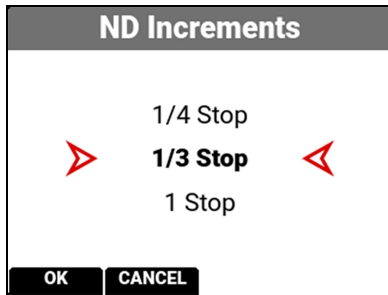 ND Increments
1/4 Stop
1/3 Stop
1 Stop
OK CANCEL